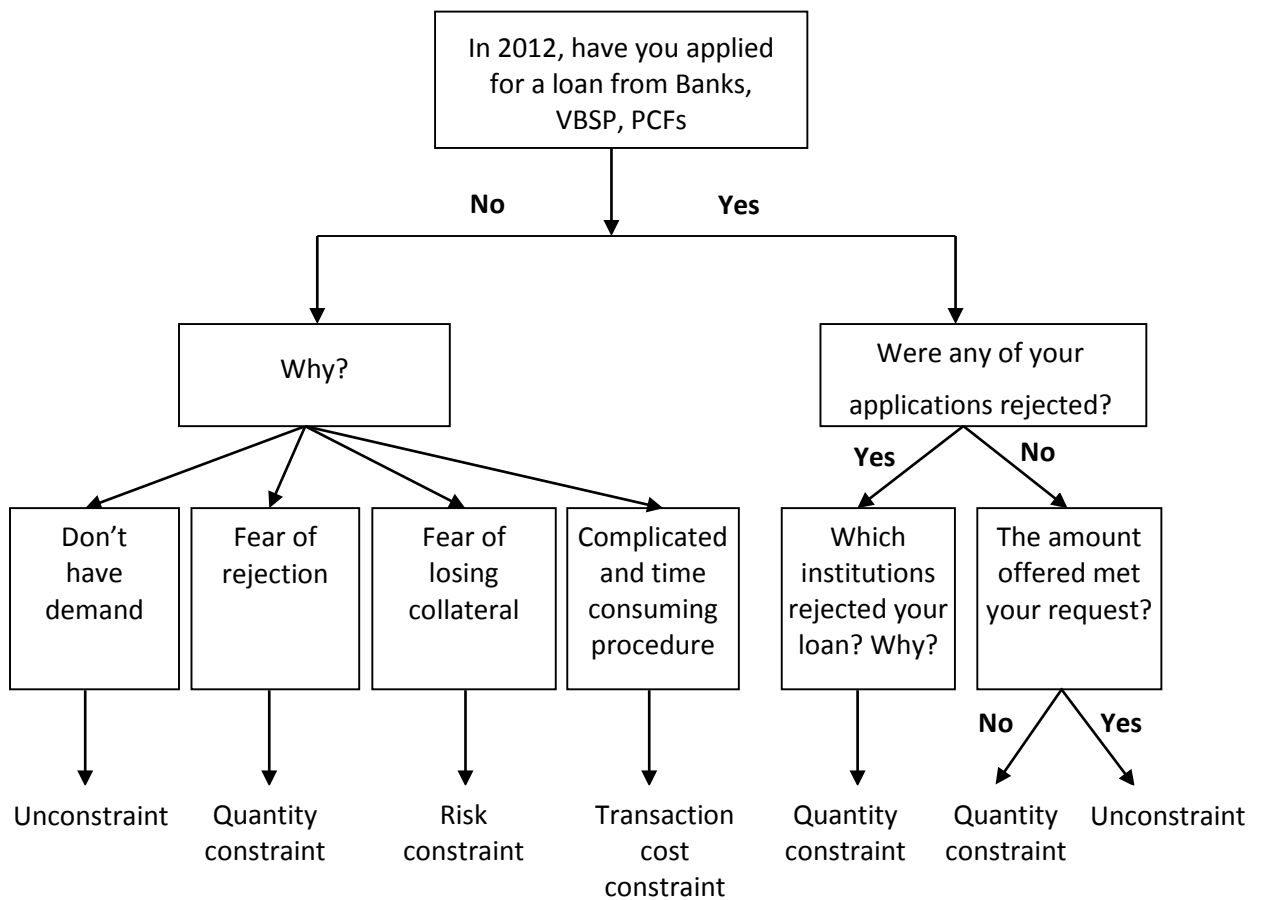 In 2012, have you applied
for a loan from Banks,
VBSP, PCFs
No
Yes
Why?
Were any of your
applications rejected?
Yes
No
Don’t
have
demand
Fear of
rejection
Fear of
losing
collateral
Complicated
and time
consuming
procedure
Which
institutions
rejected your
loan? Why?
The amount
offered met
your request?
No
Yes
Unconstraint
Quantity
constraint
Risk
constraint
Transaction
cost
constraint
Quantity
constraint
Quantity
constraint
Unconstraint